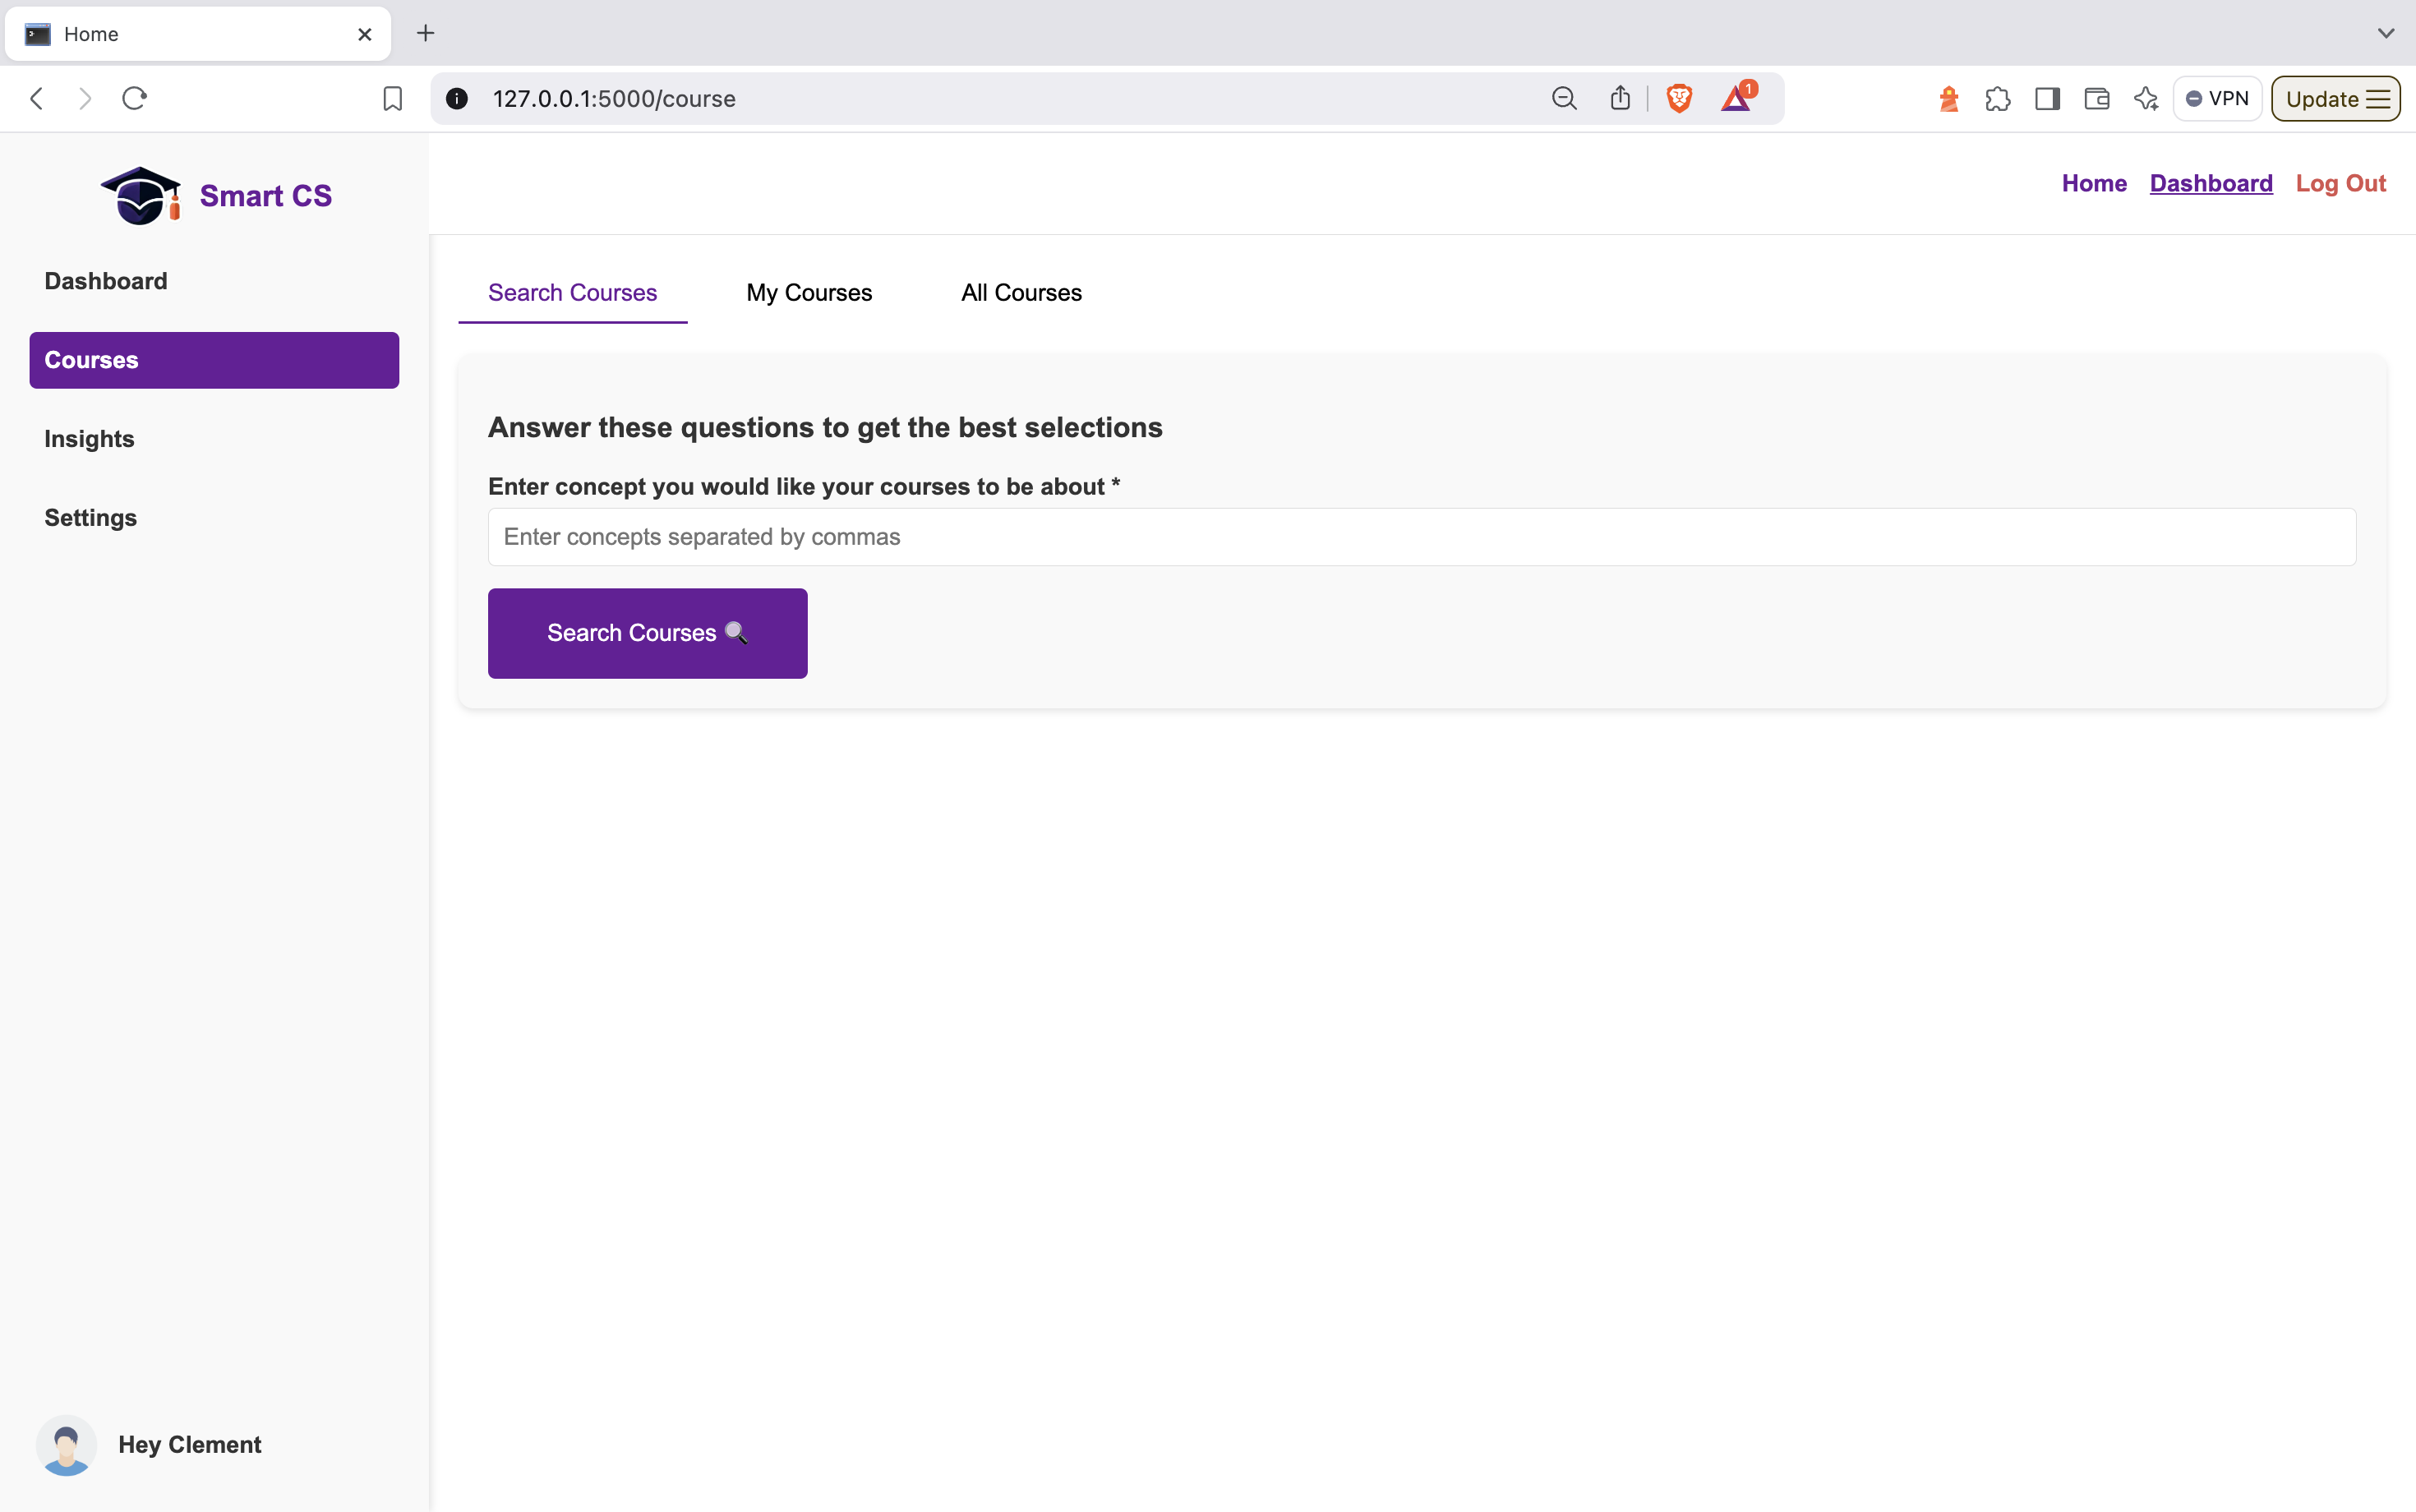 Home
127.0.0.1:5000/course
1
VPN
Update
Smart CS
Home Dashboard Log Out
Dashboard
Courses
Insights
Settings
Search Courses My Courses All Courses
Answer these questions to get the best selections
Enter concept you would like your courses to be about *
Enter concepts separated by commas
Search Courses 🔍
Hey Clement